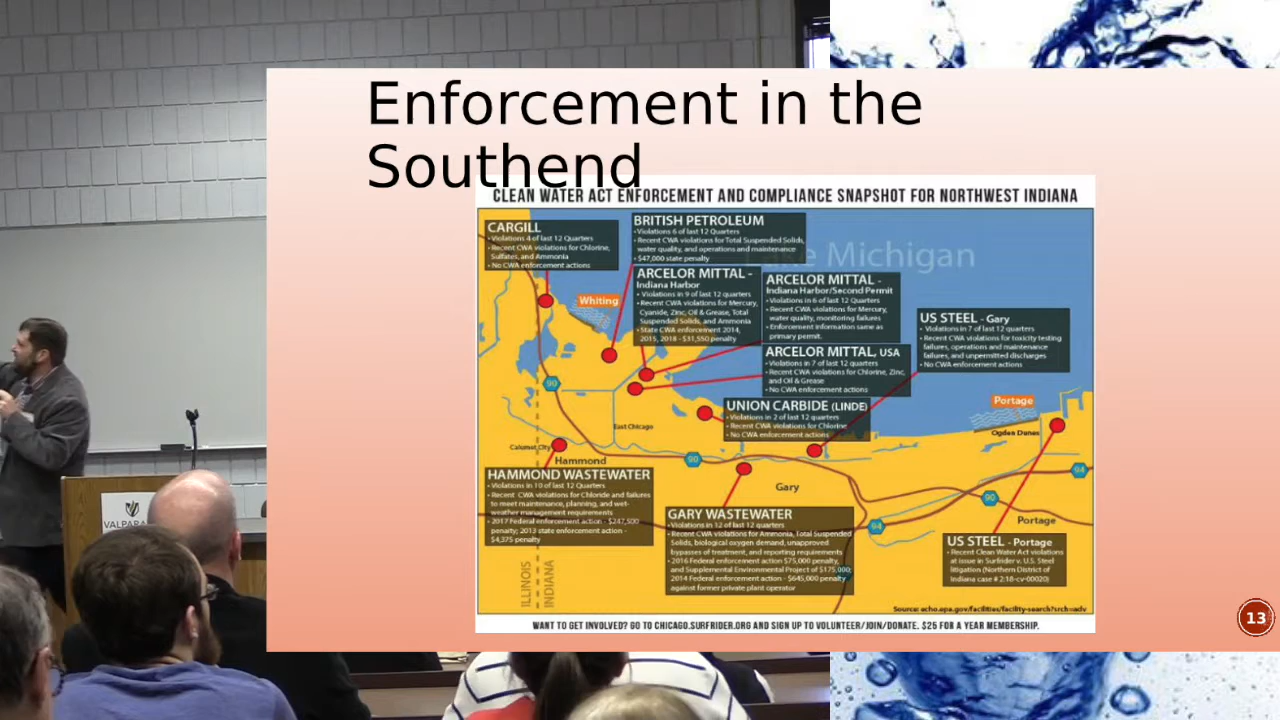 Enforcement in the
Southend
CLEAN WATER ACT ENFORCEMENT AND COMPLIANCE SNAPSHOT FOR NORTHWEST INDIANA
Lake Michigan
CARGILL
• Violations 4 of last 12 Quarters
• Recent CWA violations for Chlorine,
Sulfates, and Ammonia
• No CWA enforcement actions
BRITISH PETROLEUM
• Violations 6 of last 12 Quarters
• Recent CWA violations for Total Suspended Solids,
water quality, and operations and maintenance
• $47,000 state penalty
ARCELOR MITTAL -
Indiana Harbor
• Violations in 9 of last 12 quarters
• Recent CWA violations for Mercury,
Cyanide, Zinc, Oil & Grease, Total
Suspended Solids, and Ammonia
• State CWA enforcement 2014,
2015, 2018 - $31,550 penalty
ARCELOR MITTAL -
Indiana Harbor/Second Permit
• Violations in 6 of last 12 Quarters
• Recent CWA violations for Mercury,
water quality, monitoring failures
• Enforcement information same as
primary permit.
ARCELOR MITTAL, USA
• Violations in 7 of last 12 quarters
• Recent CWA violations for Chlorine, Zinc,
and Oil & Grease
• No CWA enforcement actions
US STEEL - Gary
• Violations in 7 of last 12 quarters
• Recent CWA violations for toxicity testing
failures, operations and maintenance
failures, and unpermitted discharges
• No CWA enforcement actions
UNION CARBIDE (LINDE)
• Violations in 2 of last 12 quarters
• Recent CWA violations for Chlorine
• No CWA enforcement actions
Whiting
90
East Chicago
Calumet City
Hammond
90
Gary
Portage
Ogden Dunes
94
90
94
Portage
HAMMOND WASTEWATER
• Violations in 10 of last 12 Quarters
• Recent CWA violations for Chloride and failures
to meet maintenance, planning, and wet-
weather management requirements
• 2017 Federal enforcement action - $247,500
penalty; 2013 state enforcement action -
$4,375 penalty
GARY WASTEWATER
• Violations in 12 of last 12 quarters
• Recent CWA violations for Ammonia, Total Suspended
Solids, biological oxygen demand, unapproved
bypasses of treatment, and reporting requirements
• 2016 Federal enforcement action $75,000 penalty,
and Supplemental Environmental Project of $175,000;
2014 Federal enforcement action - $645,000 penalty
against former private plant operator
US STEEL - Portage
• Recent Clean Water Act violations
at issue in Surfrider v. U.S. Steel
litigation (Northern District of
Indiana case # 2:18-cv-00020)
ILLINOIS
INDIANA
Source: echo.epa.gov/facilities/facility-search?srch=adv
WANT TO GET INVOLVED? GO TO CHICAGO.SURFRIDER.ORG AND SIGN UP TO VOLUNTEER/JOIN/DONATE. $25 FOR A YEAR MEMBERSHIP.
13